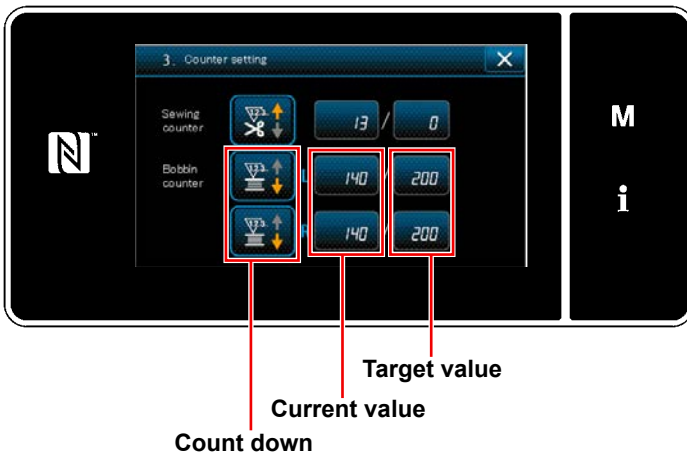 3. Counter setting
X
Sewing counter
13 / 0
Bobbin counter
L 140 / 200
R 140 / 200
N
M
i
Target value
Current value
Count down